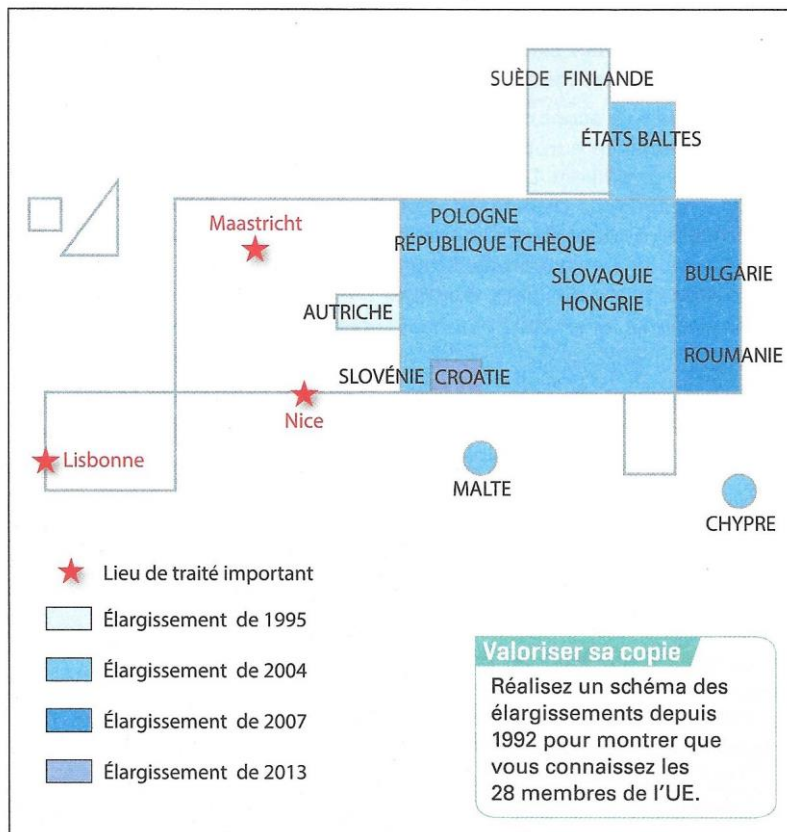 SUÈDE FINLANDE
ÉTATS BALTES
Maastricht
POLOGNE
RÉPUBLIQUE TCHÈQUE
SLOVAQUIE
HONGRIE
BULGARIE
AUTRICHE
ROUMANIE
SLOVÉNIE
CROATIE
Nice
Lisbonne
MALTE
CHYPRE
Lieu de traité important
Élargissement de 1995
Élargissement de 2004
Élargissement de 2007
Élargissement de 2013
Valoriser sa copie
Réalisez un schéma des
élargissements depuis
1992 pour montrer que
vous connaissez les
28 membres de l'UE.